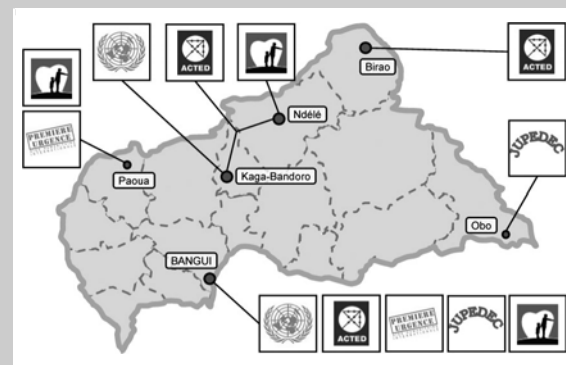 ACTED
Birao
ACTED
Ndélé
PREMIERE
URGENCE
JUPEDEC
Paoua
Kaga-Bandoro
Obo
BANGUI
ACTED
PREMIERE
URGENCE
JUPEDEC